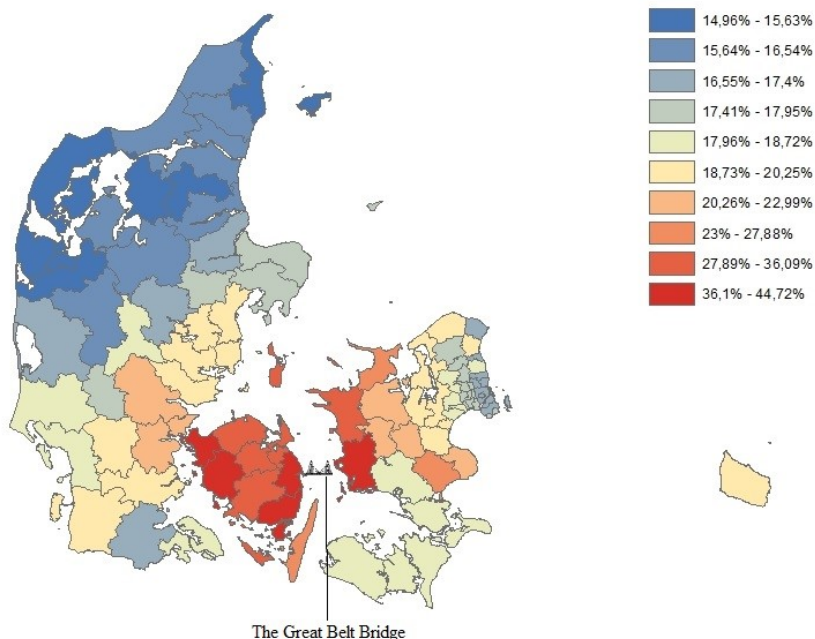 14,96% - 15,63%
15,64% - 16,54%
16,55% - 17,4%
17,41% - 17,95%
17,96% - 18,72%
18,73% - 20,25%
20,26% - 22,99%
23% - 27,88%
27,89% - 36,09%
36,1% - 44,72%
The Great Belt Bridge